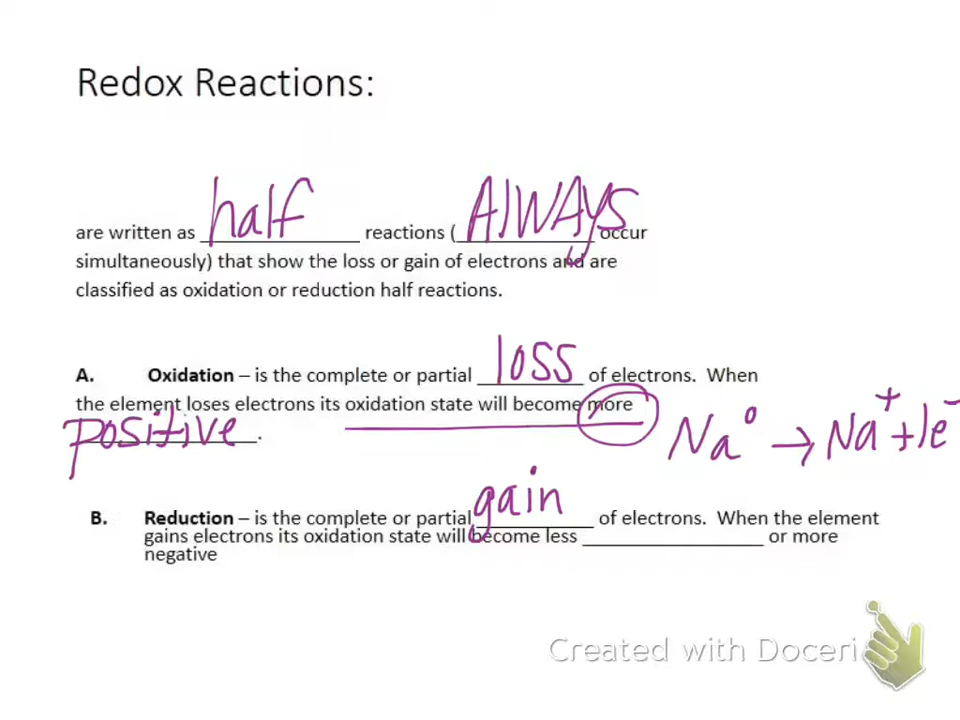 Redox Reactions:
are written as half reactions (AlWAys occur
simultaneously) that show the loss or gain of electrons and are
classified as oxidation or reduction half reactions.
A. Oxidation – is the complete or partial loss of electrons. When
the element loses electrons its oxidation state will become more
positive.
Na⁰ → Na⁺ + 1e⁻
B. Reduction – is the complete or partial gain of electrons. When the element
gains electrons its oxidation state will become less ____________________ or more
negative
Created with Doceri